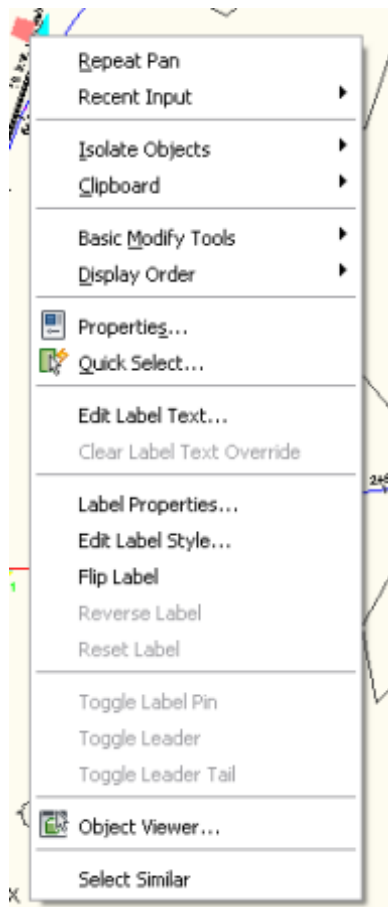 Repeat Pan
Recent Input
Isolate Objects
Clipboard
Basic Modify Tools
Display Order
Properties...
Quick Select...
Edit Label Text...
Clear Label Text Override
Label Properties...
Edit Label Style...
Flip Label
Reverse Label
Reset Label
Toggle Label Pin
Toggle Leader
Toggle Leader Tail
Object Viewer...
X
Select Similar